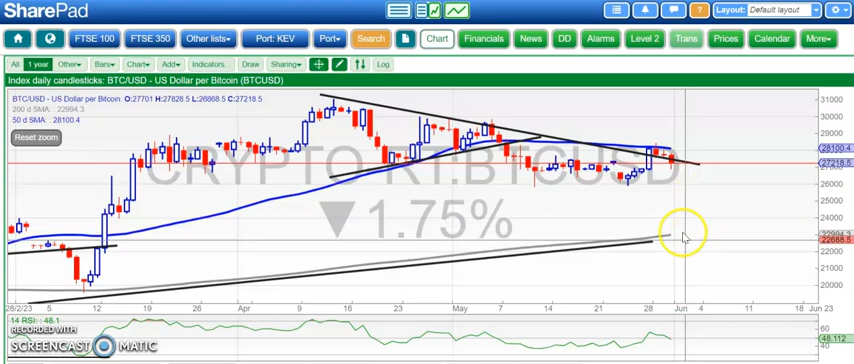 SharePad
Layout: Default layout
FTSE 100 FTSE 350 Other lists Port: KEV Port Search Chart Financials News DD Alarms Level 2 Trans Prices Calendar More
All 1 year Other Bars Chart Add Indicators... Draw Sharing Log
Index daily candlesticks: BTC/USD - US Dollar per Bitcoin (BTCUSD)
BTC/USD - US Dollar per Bitcoin: O:27701 H:27828.5 L:26868.5 C:27218.5
200 d SMA: 22994.3
50 d SMA: 28100.4
Reset zoom
CRYPTO RT.BTCUSD
▼1.75%
31000
30000
28100.4
27218.5
26000
24000
22994.3
22688.5
22000
21000
20000
28/2/23 5 12 19 26 Apr 9 16 23 May 7 14 21 28 Jun 4 11 18 Jun 23
14 RSI: : 48.1
60
48.112
40
RECORDED WITH
SCREENCAST MATIC